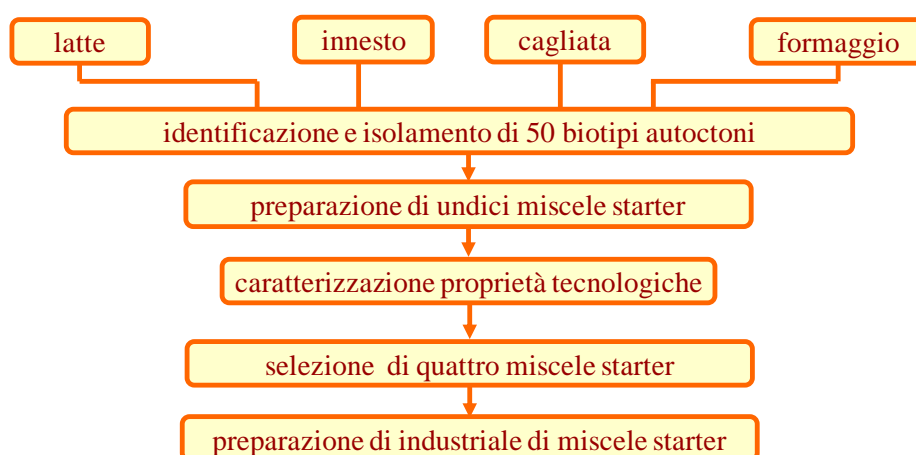 latte
innesto
cagliata
formaggio
identificazione e isolamento di 50 biotipi autoctoni
preparazione di undici miscele starter
caratterizzazione proprietà tecnologiche
selezione di quattro miscele starter
preparazione di industriale di miscele starter